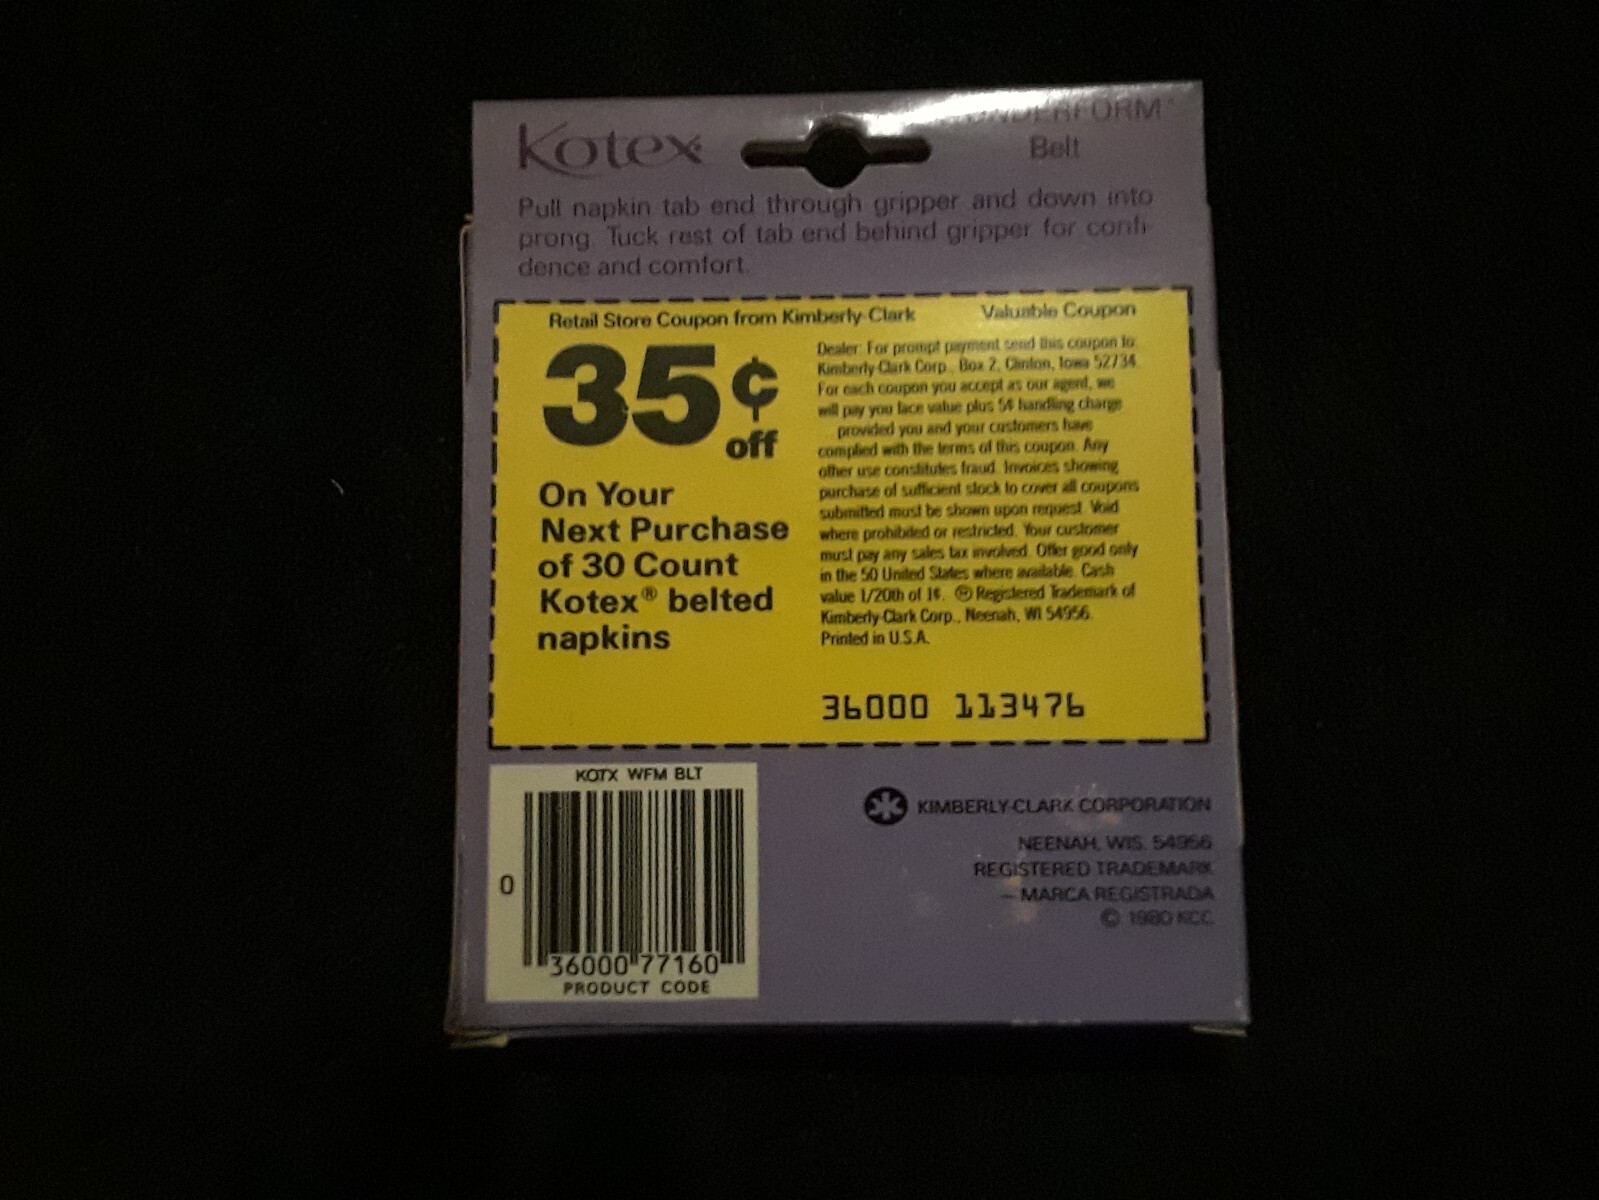 Kotex
WONDERFORM
Belt
Pull napkin tab end through gripper and down into
prong. Tuck rest of tab end behind gripper for confi-
dence and comfort.
Retail Store Coupon from Kimberly-Clark
Valuable Coupon
35¢
off
On Your
Next Purchase
of 30 Count
Kotex® belted
napkins
Dealer: For prompt payment send this coupon to:
Kimberly-Clark Corp., Box 2, Clinton, Iowa 52734.
For each coupon you accept as our agent, we
will pay you face value plus 5¢ handling charge
provided you and your customers have
complied with the terms of this coupon. Any
other use constitutes fraud. Invoices showing
purchase of sufficient stock to cover all coupons
submitted must be shown upon request. Void
where prohibited or restricted. Your customer
must pay any sales tax involved. Offer good only
in the 50 United States where available. Cash
value 1/20th of 1¢. ® Registered Trademark of
Kimberly-Clark Corp., Neenah, WI 54956.
Printed in U.S.A.
36000 113476
KOTX WFM BLT
0
36000 77160
PRODUCT CODE
KIMBERLY-CLARK CORPORATION
NEENAH, WIS. 54956
REGISTERED TRADEMARK
— MARCA REGISTRADA
© 1980 KCC